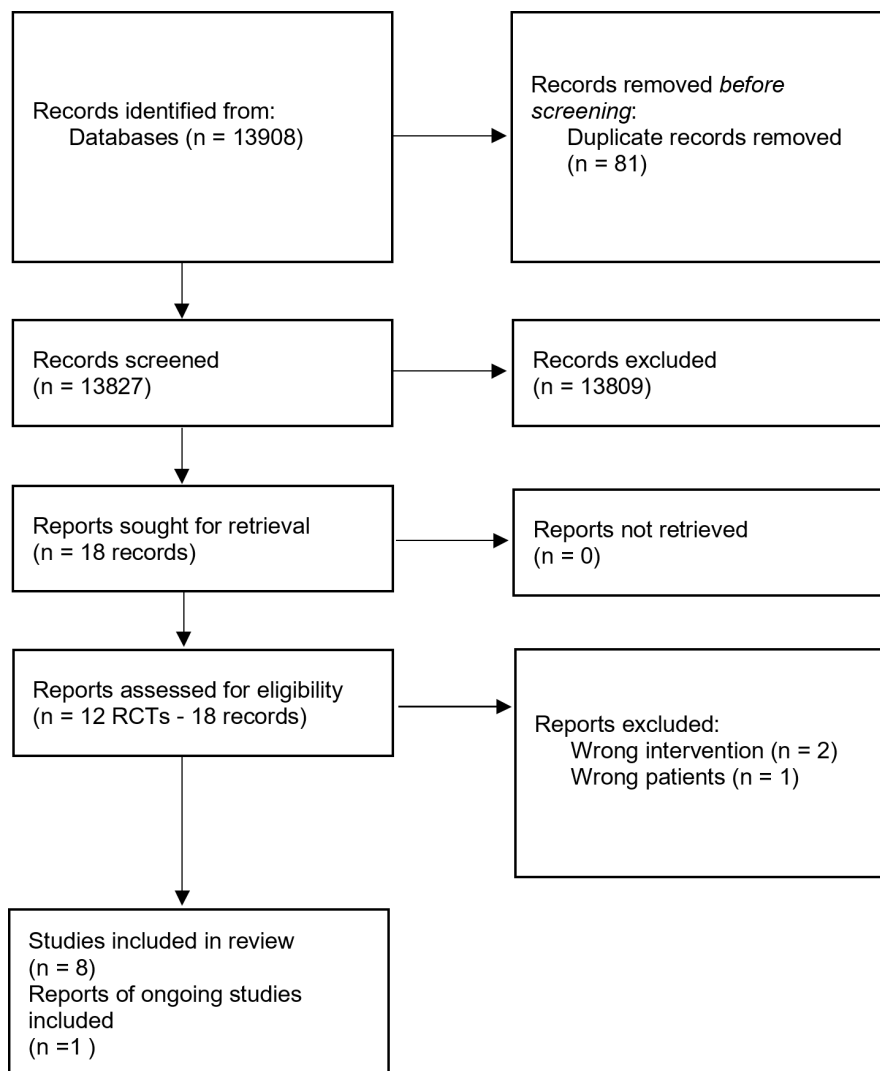 Records identified from:
Databases (n = 13908)
Records removed before
screening:
Duplicate records removed
(n = 81)
Records screened
(n = 13827)
Records excluded
(n = 13809)
Reports sought for retrieval
(n = 18 records)
Reports not retrieved
(n = 0)
Reports assessed for eligibility
(n = 12 RCTs - 18 records)
Reports excluded:
Wrong intervention (n = 2)
Wrong patients (n = 1)
Studies included in review
(n = 8)
Reports of ongoing studies
included
(n =1 )